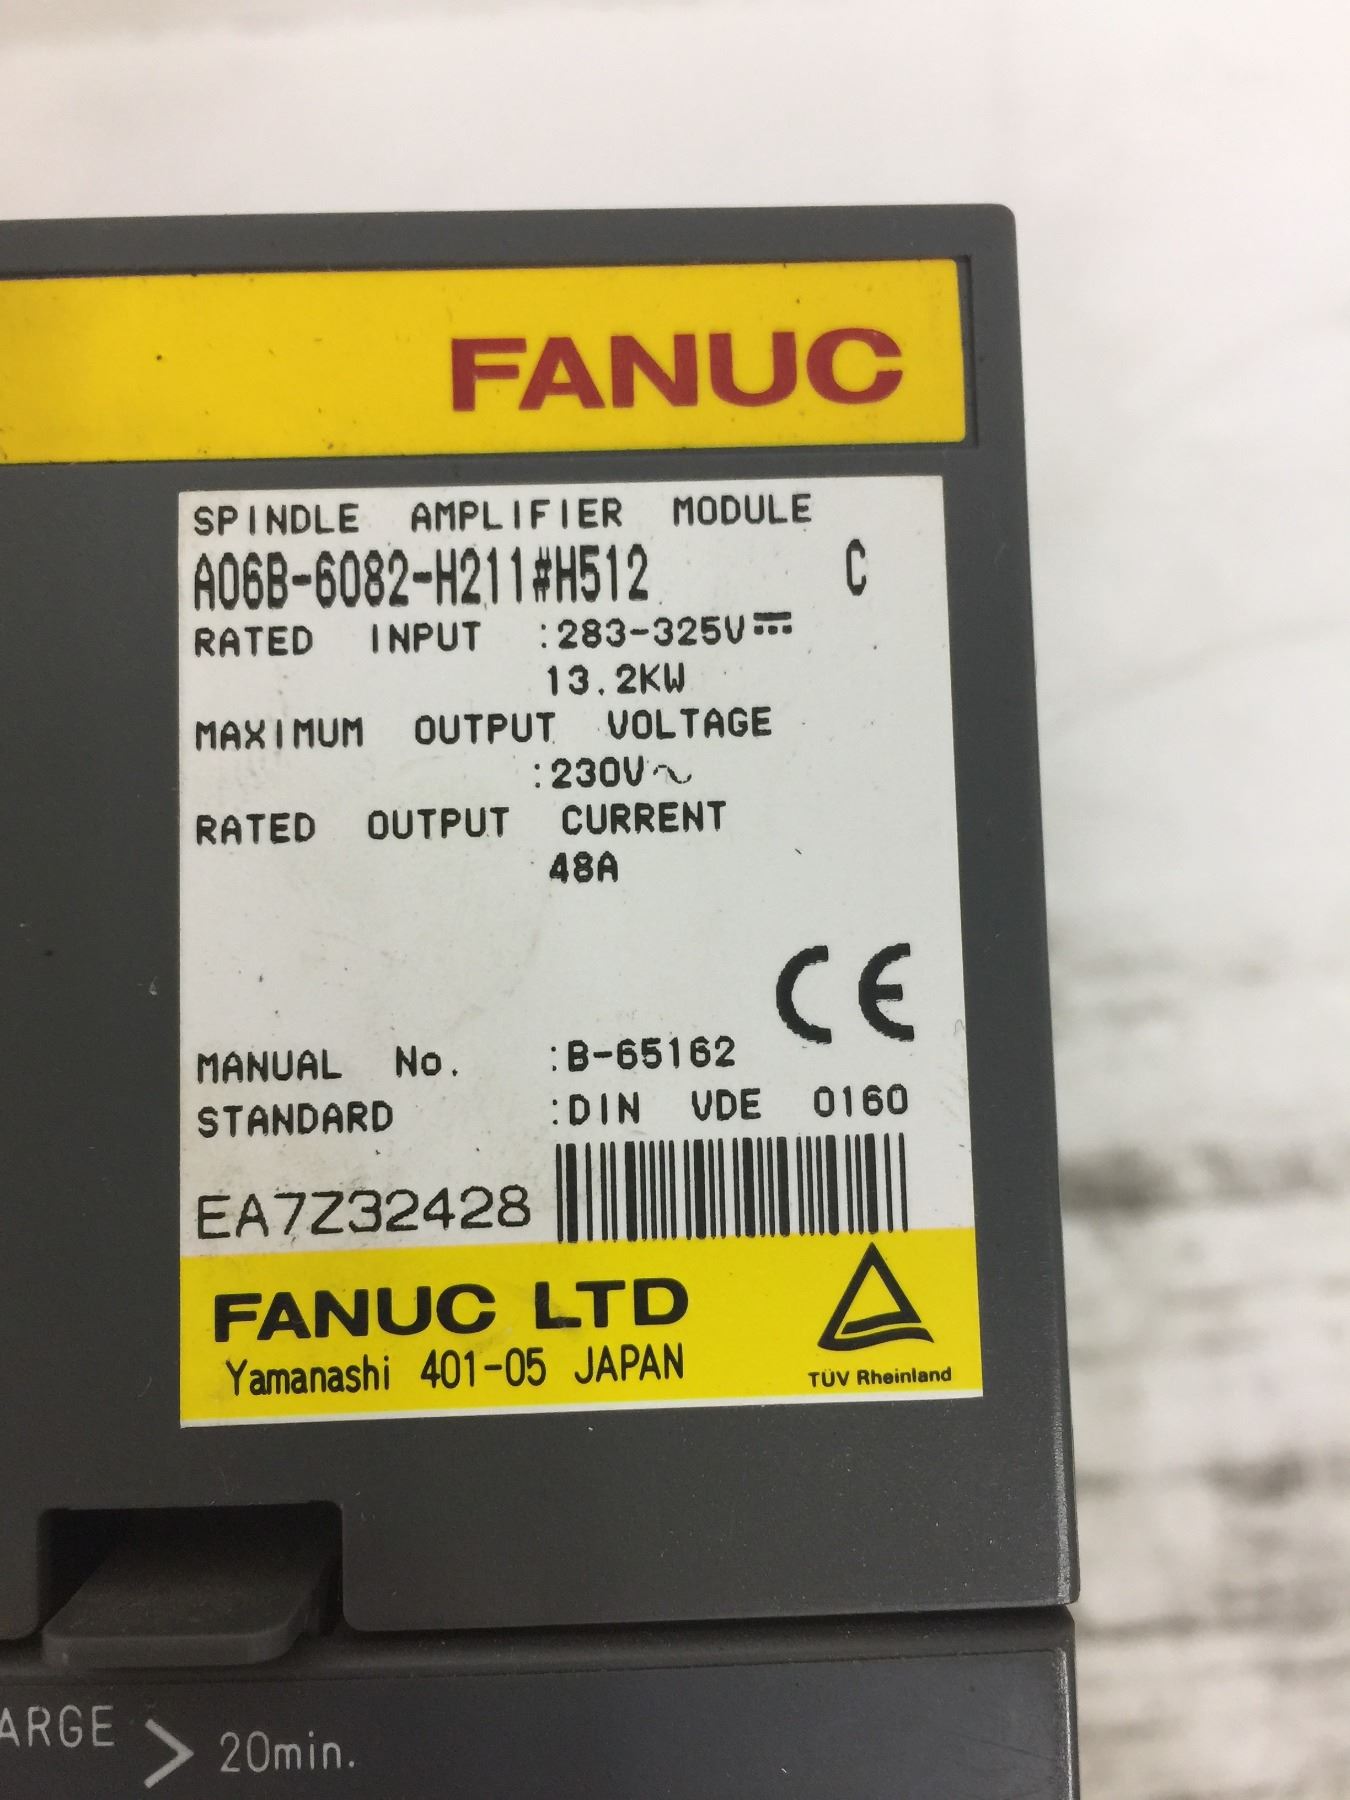 FANUC
SPINDLE AMPLIFIER MODULE
A06B-6082-H211#H512 C
RATED INPUT :283-325V⎓
13.2KW
MAXIMUM OUTPUT VOLTAGE
:230V~
RATED OUTPUT CURRENT
48A
CE
MANUAL No. :B-65162
STANDARD :DIN VDE 0160
EA7Z32428
FANUC LTD
Yamanashi 401-05 JAPAN
TÜV Rheinland
ARGE > 20min.